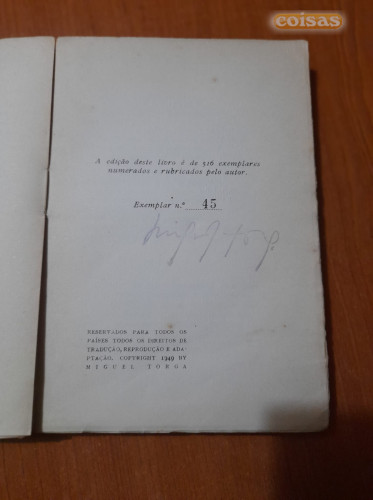 coisas
A edição deste livro é de 516 exemplares
numerados e rubricados pelo autor.
Exemplar n.º 45
RESERVADOS PARA TODOS OS
PAÍSES TODOS OS DIREITOS DE
TRADUÇÃO, REPRODUÇÃO E ADA-
PTAÇÃO. COPYRIGHT 1949 BY
MIGUEL TORGA